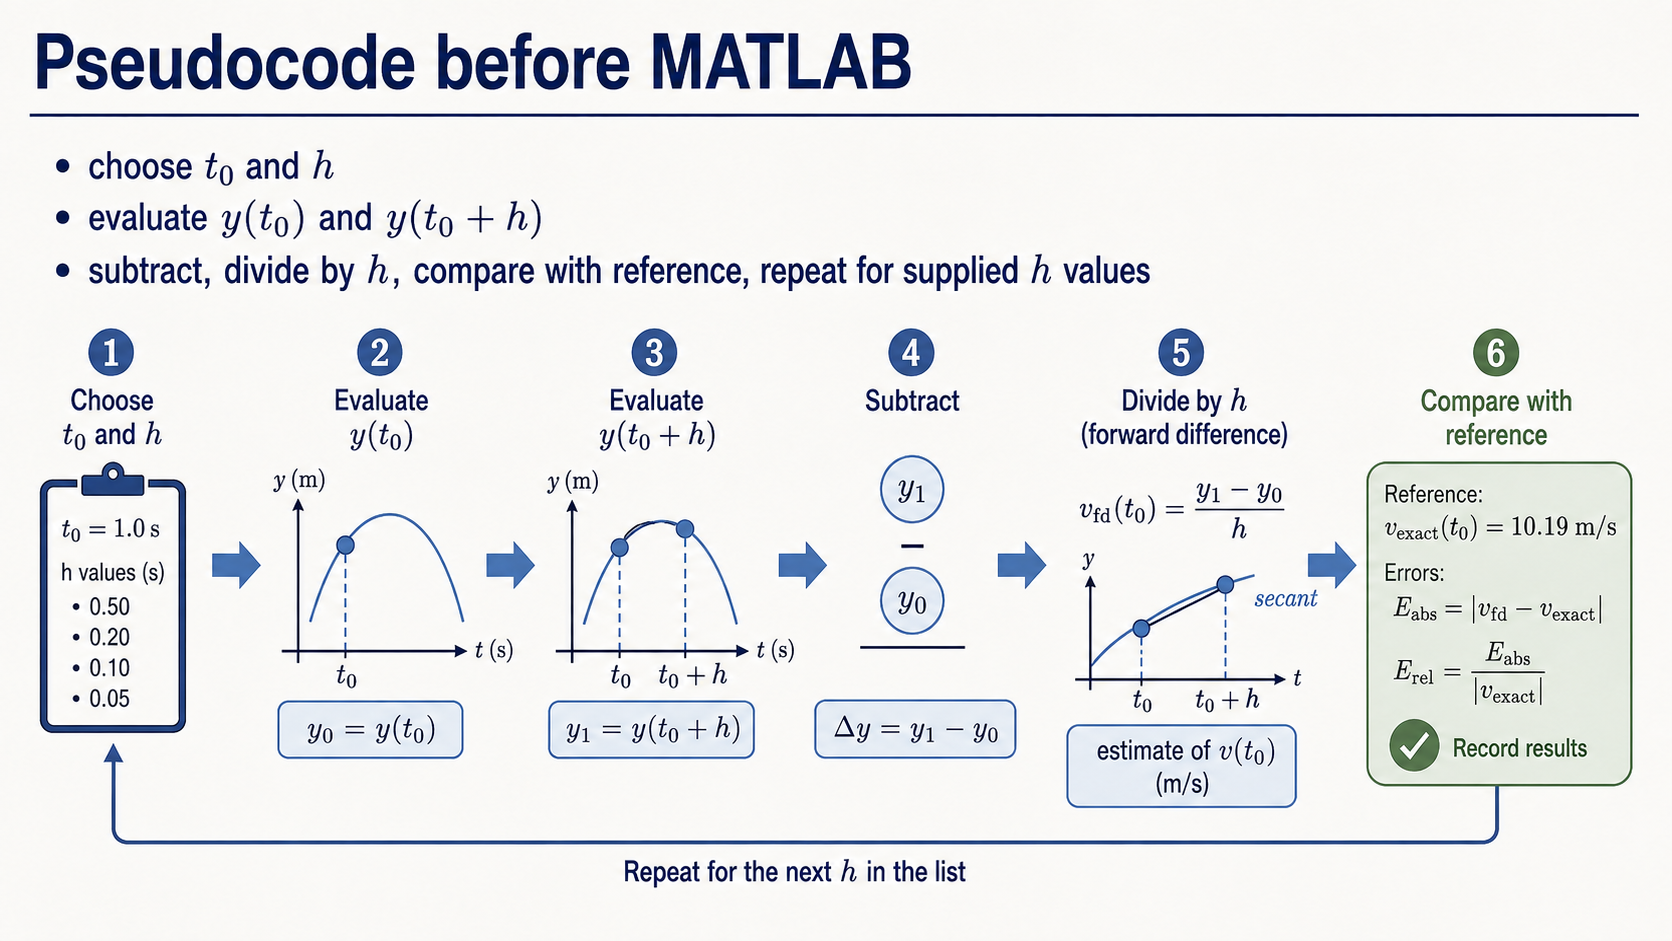 Pseudocode before MATLAB
• choose t₀ and h
• evaluate y(t₀) and y(t₀ + h)
• subtract, divide by h, compare with reference, repeat for supplied h values
1
Choose
t₀ and h
t₀ = 1.0 s
h values (s)
• 0.50
• 0.20
• 0.10
• 0.05
2
Evaluate
y(t₀)
y (m)
t (s)
t₀
y₀ = y(t₀)
3
Evaluate
y(t₀ + h)
y (m)
t (s)
t₀ t₀ + h
y₁ = y(t₀ + h)
4
Subtract
y₁
−
y₀
Δy = y₁ − y₀
5
Divide by h
(forward difference)
v_fd(t₀) = (y₁ − y₀) / h
y
secant
t
t₀ t₀ + h
estimate of v(t₀)
(m/s)
6
Compare with
reference
Reference:
v_exact(t₀) = 10.19 m/s
Errors:
E_abs = |v_fd − v_exact|
E_rel = E_abs / |v_exact|
Record results
Repeat for the next h in the list